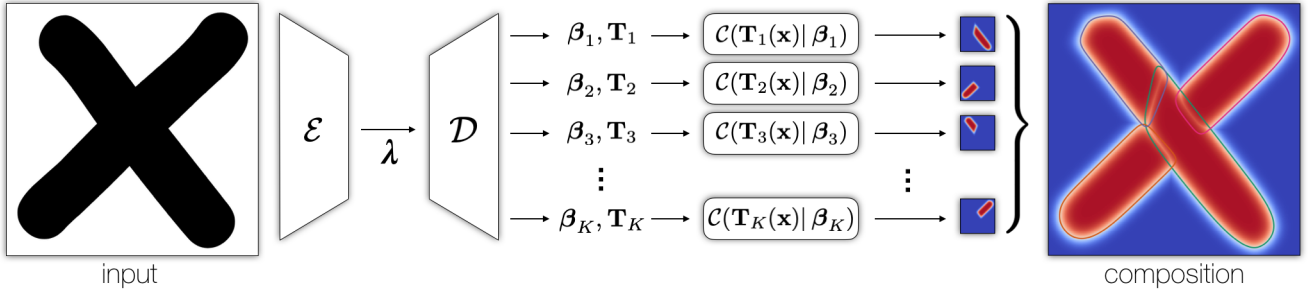 β₁, T₁ C(T₁(x)| β₁)
β₂, T₂ C(T₂(x)| β₂)
ℰ λ 𝒟 β₃, T₃ C(T₃(x)| β₃)
⋮ ⋮
β_K, T_K C(T_K(x)| β_K)
input composition